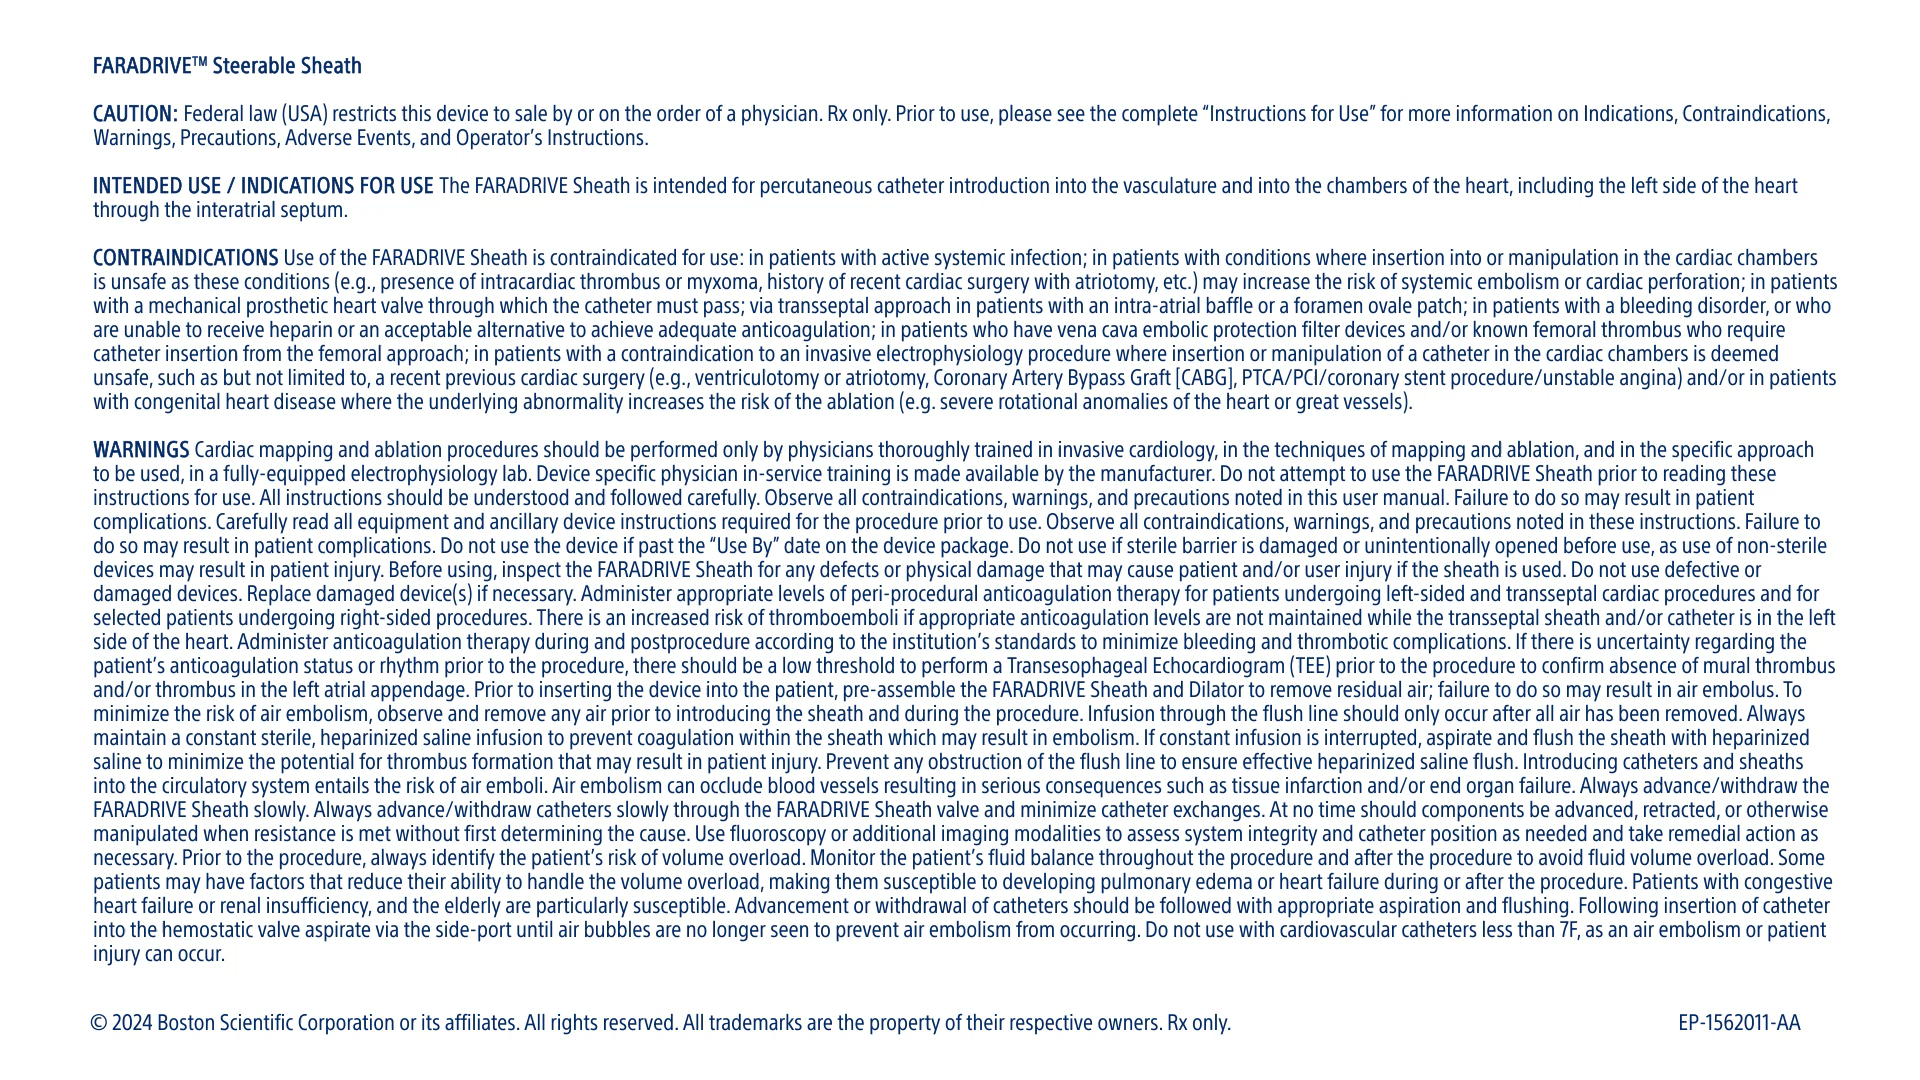 FARADRIVE™ Steerable Sheath
CAUTION: Federal law (USA) restricts this device to sale by or on the order of a physician. Rx only. Prior to use, please see the complete “Instructions for Use” for more information on Indications, Contraindications,
Warnings, Precautions, Adverse Events, and Operator’s Instructions.
INTENDED USE / INDICATIONS FOR USE The FARADRIVE Sheath is intended for percutaneous catheter introduction into the vasculature and into the chambers of the heart, including the left side of the heart
through the interatrial septum.
CONTRAINDICATIONS Use of the FARADRIVE Sheath is contraindicated for use: in patients with active systemic infection; in patients with conditions where insertion into or manipulation in the cardiac chambers
is unsafe as these conditions (e.g., presence of intracardiac thrombus or myxoma, history of recent cardiac surgery with atriotomy, etc.) may increase the risk of systemic embolism or cardiac perforation; in patients
with a mechanical prosthetic heart valve through which the catheter must pass; via transseptal approach in patients with an intra-atrial baffle or a foramen ovale patch; in patients with a bleeding disorder, or who
are unable to receive heparin or an acceptable alternative to achieve adequate anticoagulation; in patients who have vena cava embolic protection filter devices and/or known femoral thrombus who require
catheter insertion from the femoral approach; in patients with a contraindication to an invasive electrophysiology procedure where insertion or manipulation of a catheter in the cardiac chambers is deemed
unsafe, such as but not limited to, a recent previous cardiac surgery (e.g., ventriculotomy or atriotomy, Coronary Artery Bypass Graft [CABG], PTCA/PCI/coronary stent procedure/unstable angina) and/or in patients
with congenital heart disease where the underlying abnormality increases the risk of the ablation (e.g. severe rotational anomalies of the heart or great vessels).
WARNINGS Cardiac mapping and ablation procedures should be performed only by physicians thoroughly trained in invasive cardiology, in the techniques of mapping and ablation, and in the specific approach
to be used, in a fully-equipped electrophysiology lab. Device specific physician in-service training is made available by the manufacturer. Do not attempt to use the FARADRIVE Sheath prior to reading these
instructions for use. All instructions should be understood and followed carefully. Observe all contraindications, warnings, and precautions noted in this user manual. Failure to do so may result in patient
complications. Carefully read all equipment and ancillary device instructions required for the procedure prior to use. Observe all contraindications, warnings, and precautions noted in these instructions. Failure to
do so may result in patient complications. Do not use the device if past the “Use By” date on the device package. Do not use if sterile barrier is damaged or unintentionally opened before use, as use of non-sterile
devices may result in patient injury. Before using, inspect the FARADRIVE Sheath for any defects or physical damage that may cause patient and/or user injury if the sheath is used. Do not use defective or
damaged devices. Replace damaged device(s) if necessary. Administer appropriate levels of peri-procedural anticoagulation therapy for patients undergoing left-sided and transseptal cardiac procedures and for
selected patients undergoing right-sided procedures. There is an increased risk of thromboemboli if appropriate anticoagulation levels are not maintained while the transseptal sheath and/or catheter is in the left
side of the heart. Administer anticoagulation therapy during and postprocedure according to the institution’s standards to minimize bleeding and thrombotic complications. If there is uncertainty regarding the
patient’s anticoagulation status or rhythm prior to the procedure, there should be a low threshold to perform a Transesophageal Echocardiogram (TEE) prior to the procedure to confirm absence of mural thrombus
and/or thrombus in the left atrial appendage. Prior to inserting the device into the patient, pre-assemble the FARADRIVE Sheath and Dilator to remove residual air; failure to do so may result in air embolus. To
minimize the risk of air embolism, observe and remove any air prior to introducing the sheath and during the procedure. Infusion through the flush line should only occur after all air has been removed. Always
maintain a constant sterile, heparinized saline infusion to prevent coagulation within the sheath which may result in embolism. If constant infusion is interrupted, aspirate and flush the sheath with heparinized
saline to minimize the potential for thrombus formation that may result in patient injury. Prevent any obstruction of the flush line to ensure effective heparinized saline flush. Introducing catheters and sheaths
into the circulatory system entails the risk of air emboli. Air embolism can occlude blood vessels resulting in serious consequences such as tissue infarction and/or end organ failure. Always advance/withdraw the
FARADRIVE Sheath slowly. Always advance/withdraw catheters slowly through the FARADRIVE Sheath valve and minimize catheter exchanges. At no time should components be advanced, retracted, or otherwise
manipulated when resistance is met without first determining the cause. Use fluoroscopy or additional imaging modalities to assess system integrity and catheter position as needed and take remedial action as
necessary. Prior to the procedure, always identify the patient’s risk of volume overload. Monitor the patient’s fluid balance throughout the procedure and after the procedure to avoid fluid volume overload. Some
patients may have factors that reduce their ability to handle the volume overload, making them susceptible to developing pulmonary edema or heart failure during or after the procedure. Patients with congestive
heart failure or renal insufficiency, and the elderly are particularly susceptible. Advancement or withdrawal of catheters should be followed with appropriate aspiration and flushing. Following insertion of catheter
into the hemostatic valve aspirate via the side-port until air bubbles are no longer seen to prevent air embolism from occurring. Do not use with cardiovascular catheters less than 7F, as an air embolism or patient
injury can occur.
© 2024 Boston Scientific Corporation or its affiliates. All rights reserved. All trademarks are the property of their respective owners. Rx only.
EP-1562011-AA